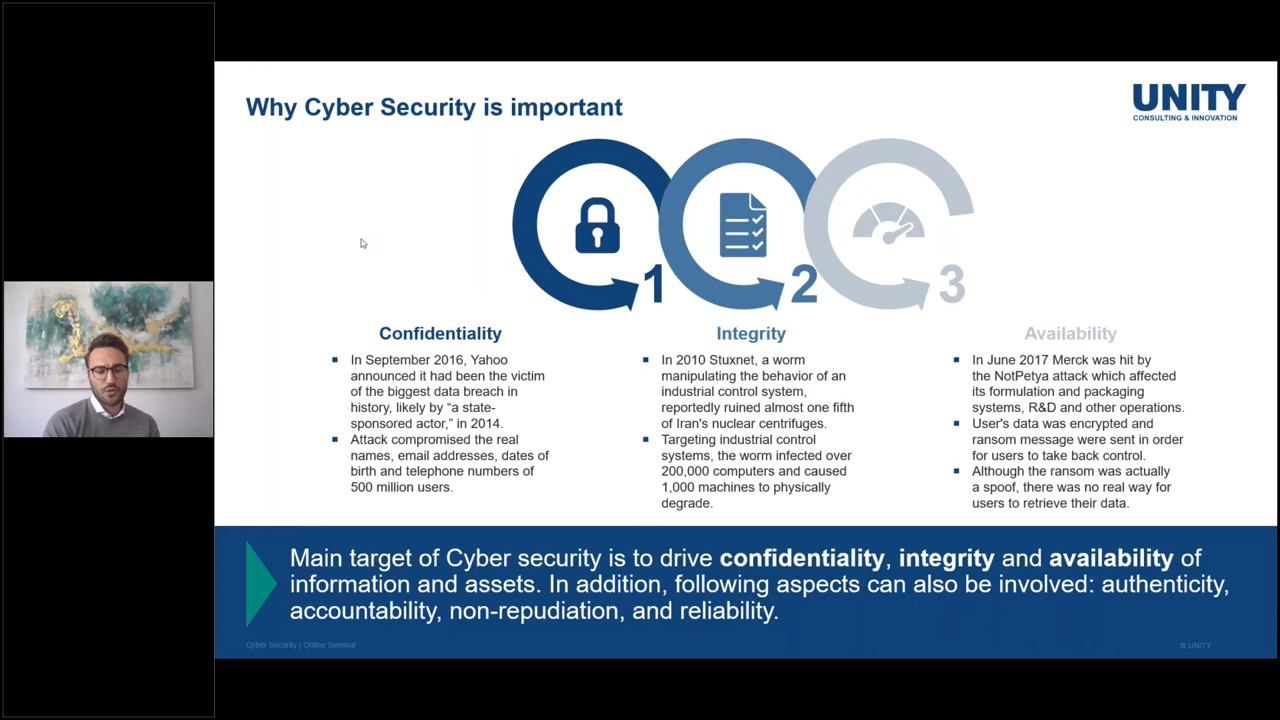 Why Cyber Security is important
UNITY
CONSULTING & INNOVATION
1
2
3
Confidentiality
In September 2016, Yahoo
announced it had been the victim
of the biggest data breach in
history, likely by “a state-
sponsored actor,” in 2014.
Attack compromised the real
names, email addresses, dates of
birth and telephone numbers of
500 million users.
Integrity
In 2010 Stuxnet, a worm
manipulating the behavior of an
industrial control system,
reportedly ruined almost one fifth
of Iran's nuclear centrifuges.
Targeting industrial control
systems, the worm infected over
200,000 computers and caused
1,000 machines to physically
degrade.
Availability
In June 2017 Merck was hit by
the NotPetya attack which affected
its formulation and packaging
systems, R&D and other operations.
User's data was encrypted and
ransom message were sent in order
for users to take back control.
Although the ransom was actually
a spoof, there was no real way for
users to retrieve their data.
Main target of Cyber security is to drive confidentiality, integrity and availability of
information and assets. In addition, following aspects can also be involved: authenticity,
accountability, non-repudiation, and reliability.
Cyber Security | Online Seminar
© UNITY